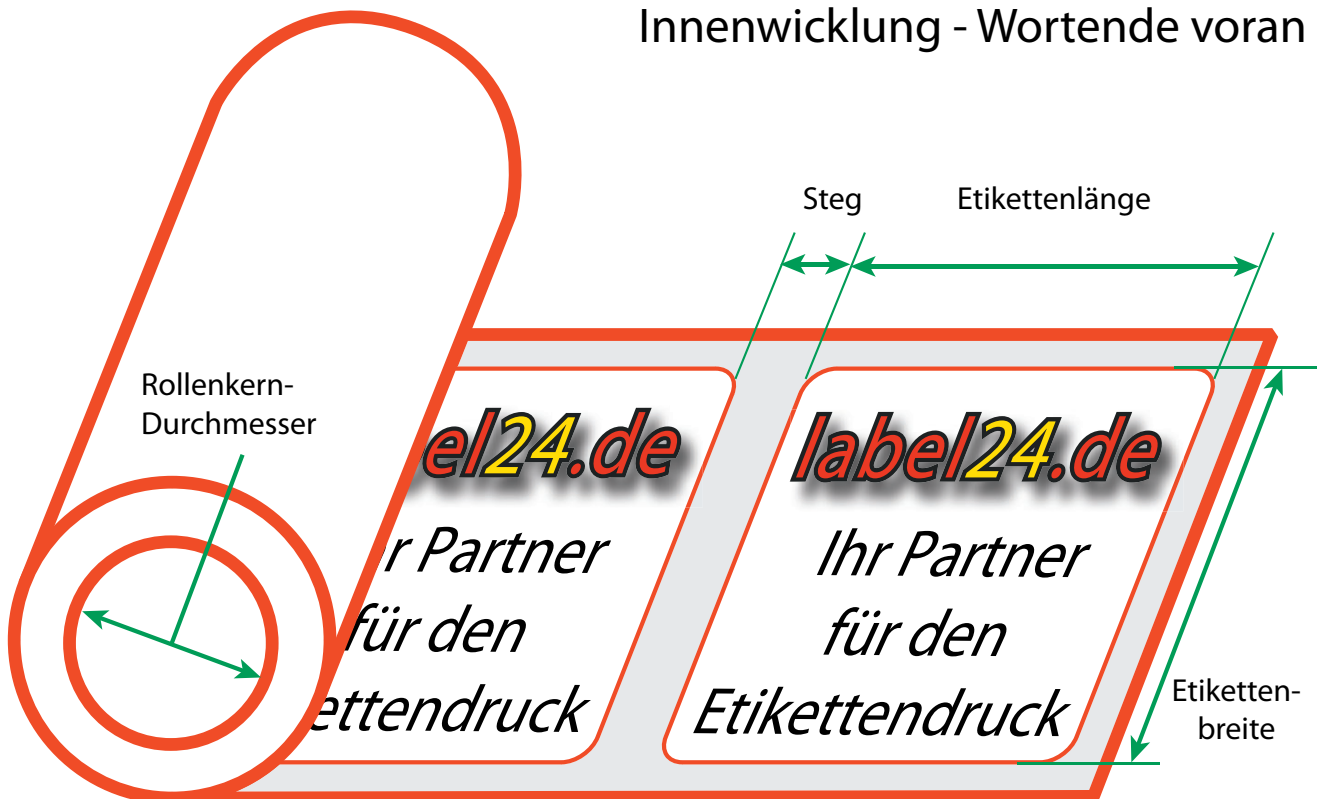 Innenwicklung - Wortende voran
Steg
Etikettenlänge
Rollenkern-
Durchmesser
el24.de
r Partner
für den
ettendruck
label24.de
Ihr Partner
für den
Etikettendruck
Etiketten-
breite